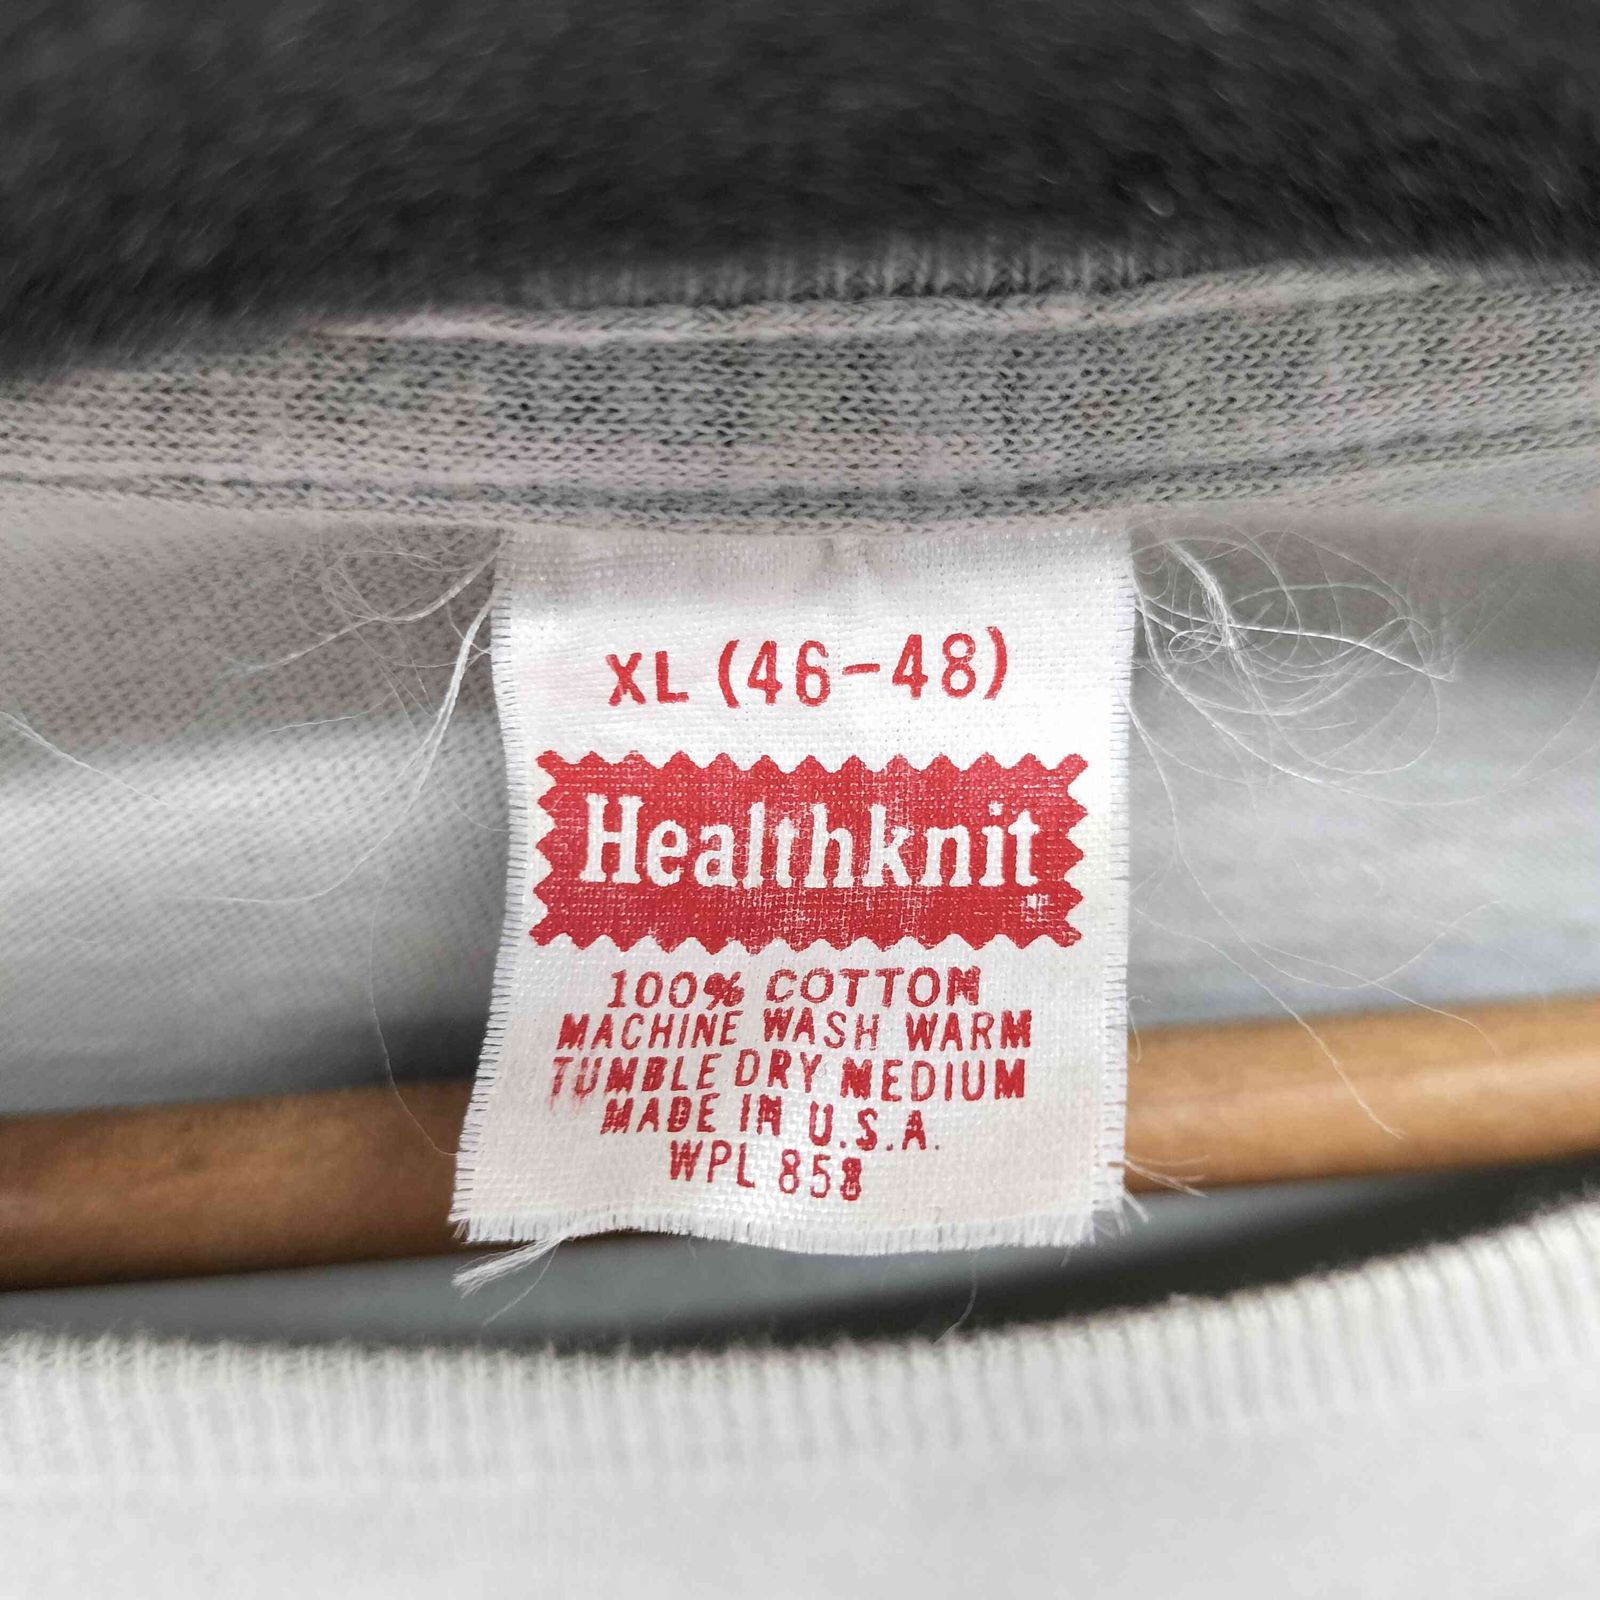 XL (46-48)
Healthknit
100% COTTON
MACHINE WASH WARM
TUMBLE DRY MEDIUM
MADE IN U.S.A.
WPL 858